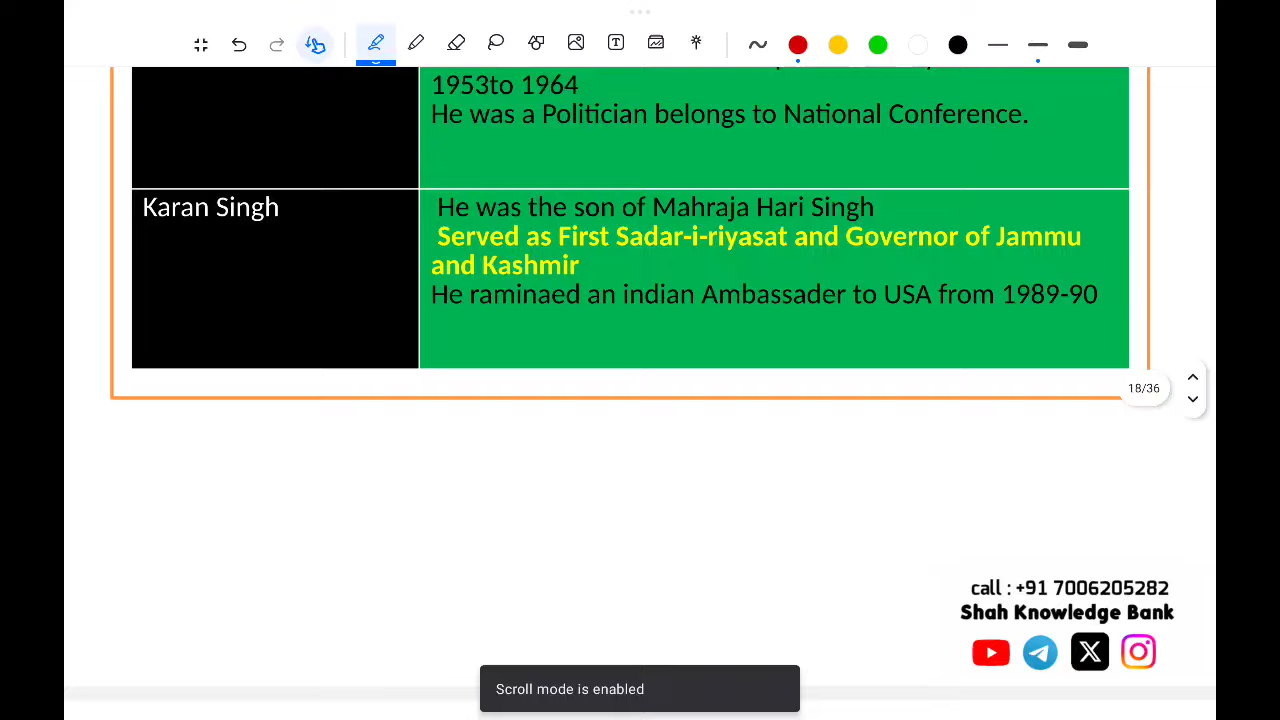 1953to 1964
He was a Politician belongs to National Conference.
Karan Singh
He was the son of Mahraja Hari Singh
Served as First Sadar-i-riyasat and Governor of Jammu
and Kashmir
He raminaed an indian Ambassader to USA from 1989-90
18/36
call : +91 7006205282
Shah Knowledge Bank
Scroll mode is enabled